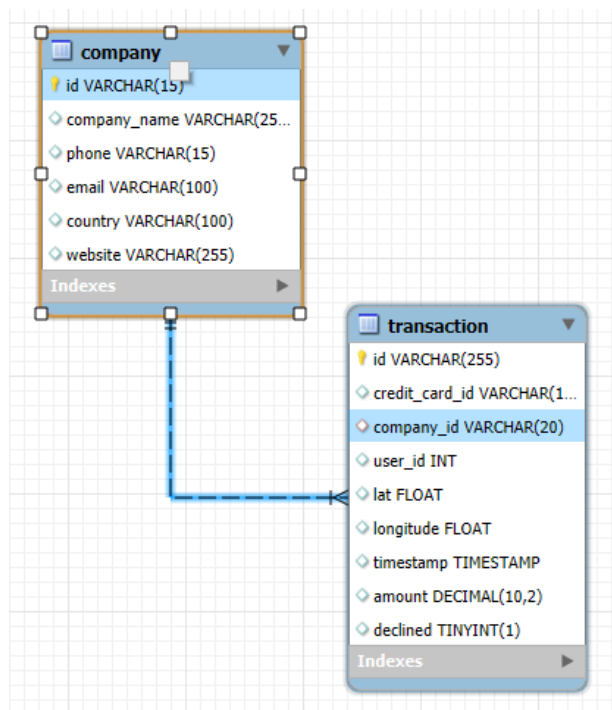 company
id VARCHAR(15)
company_name VARCHAR(25...
phone VARCHAR(15)
email VARCHAR(100)
country VARCHAR(100)
website VARCHAR(255)
Indexes
transaction
id VARCHAR(255)
credit_card_id VARCHAR(1...
company_id VARCHAR(20)
user_id INT
lat FLOAT
longitude FLOAT
timestamp TIMESTAMP
amount DECIMAL(10,2)
declined TINYINT(1)
Indexes